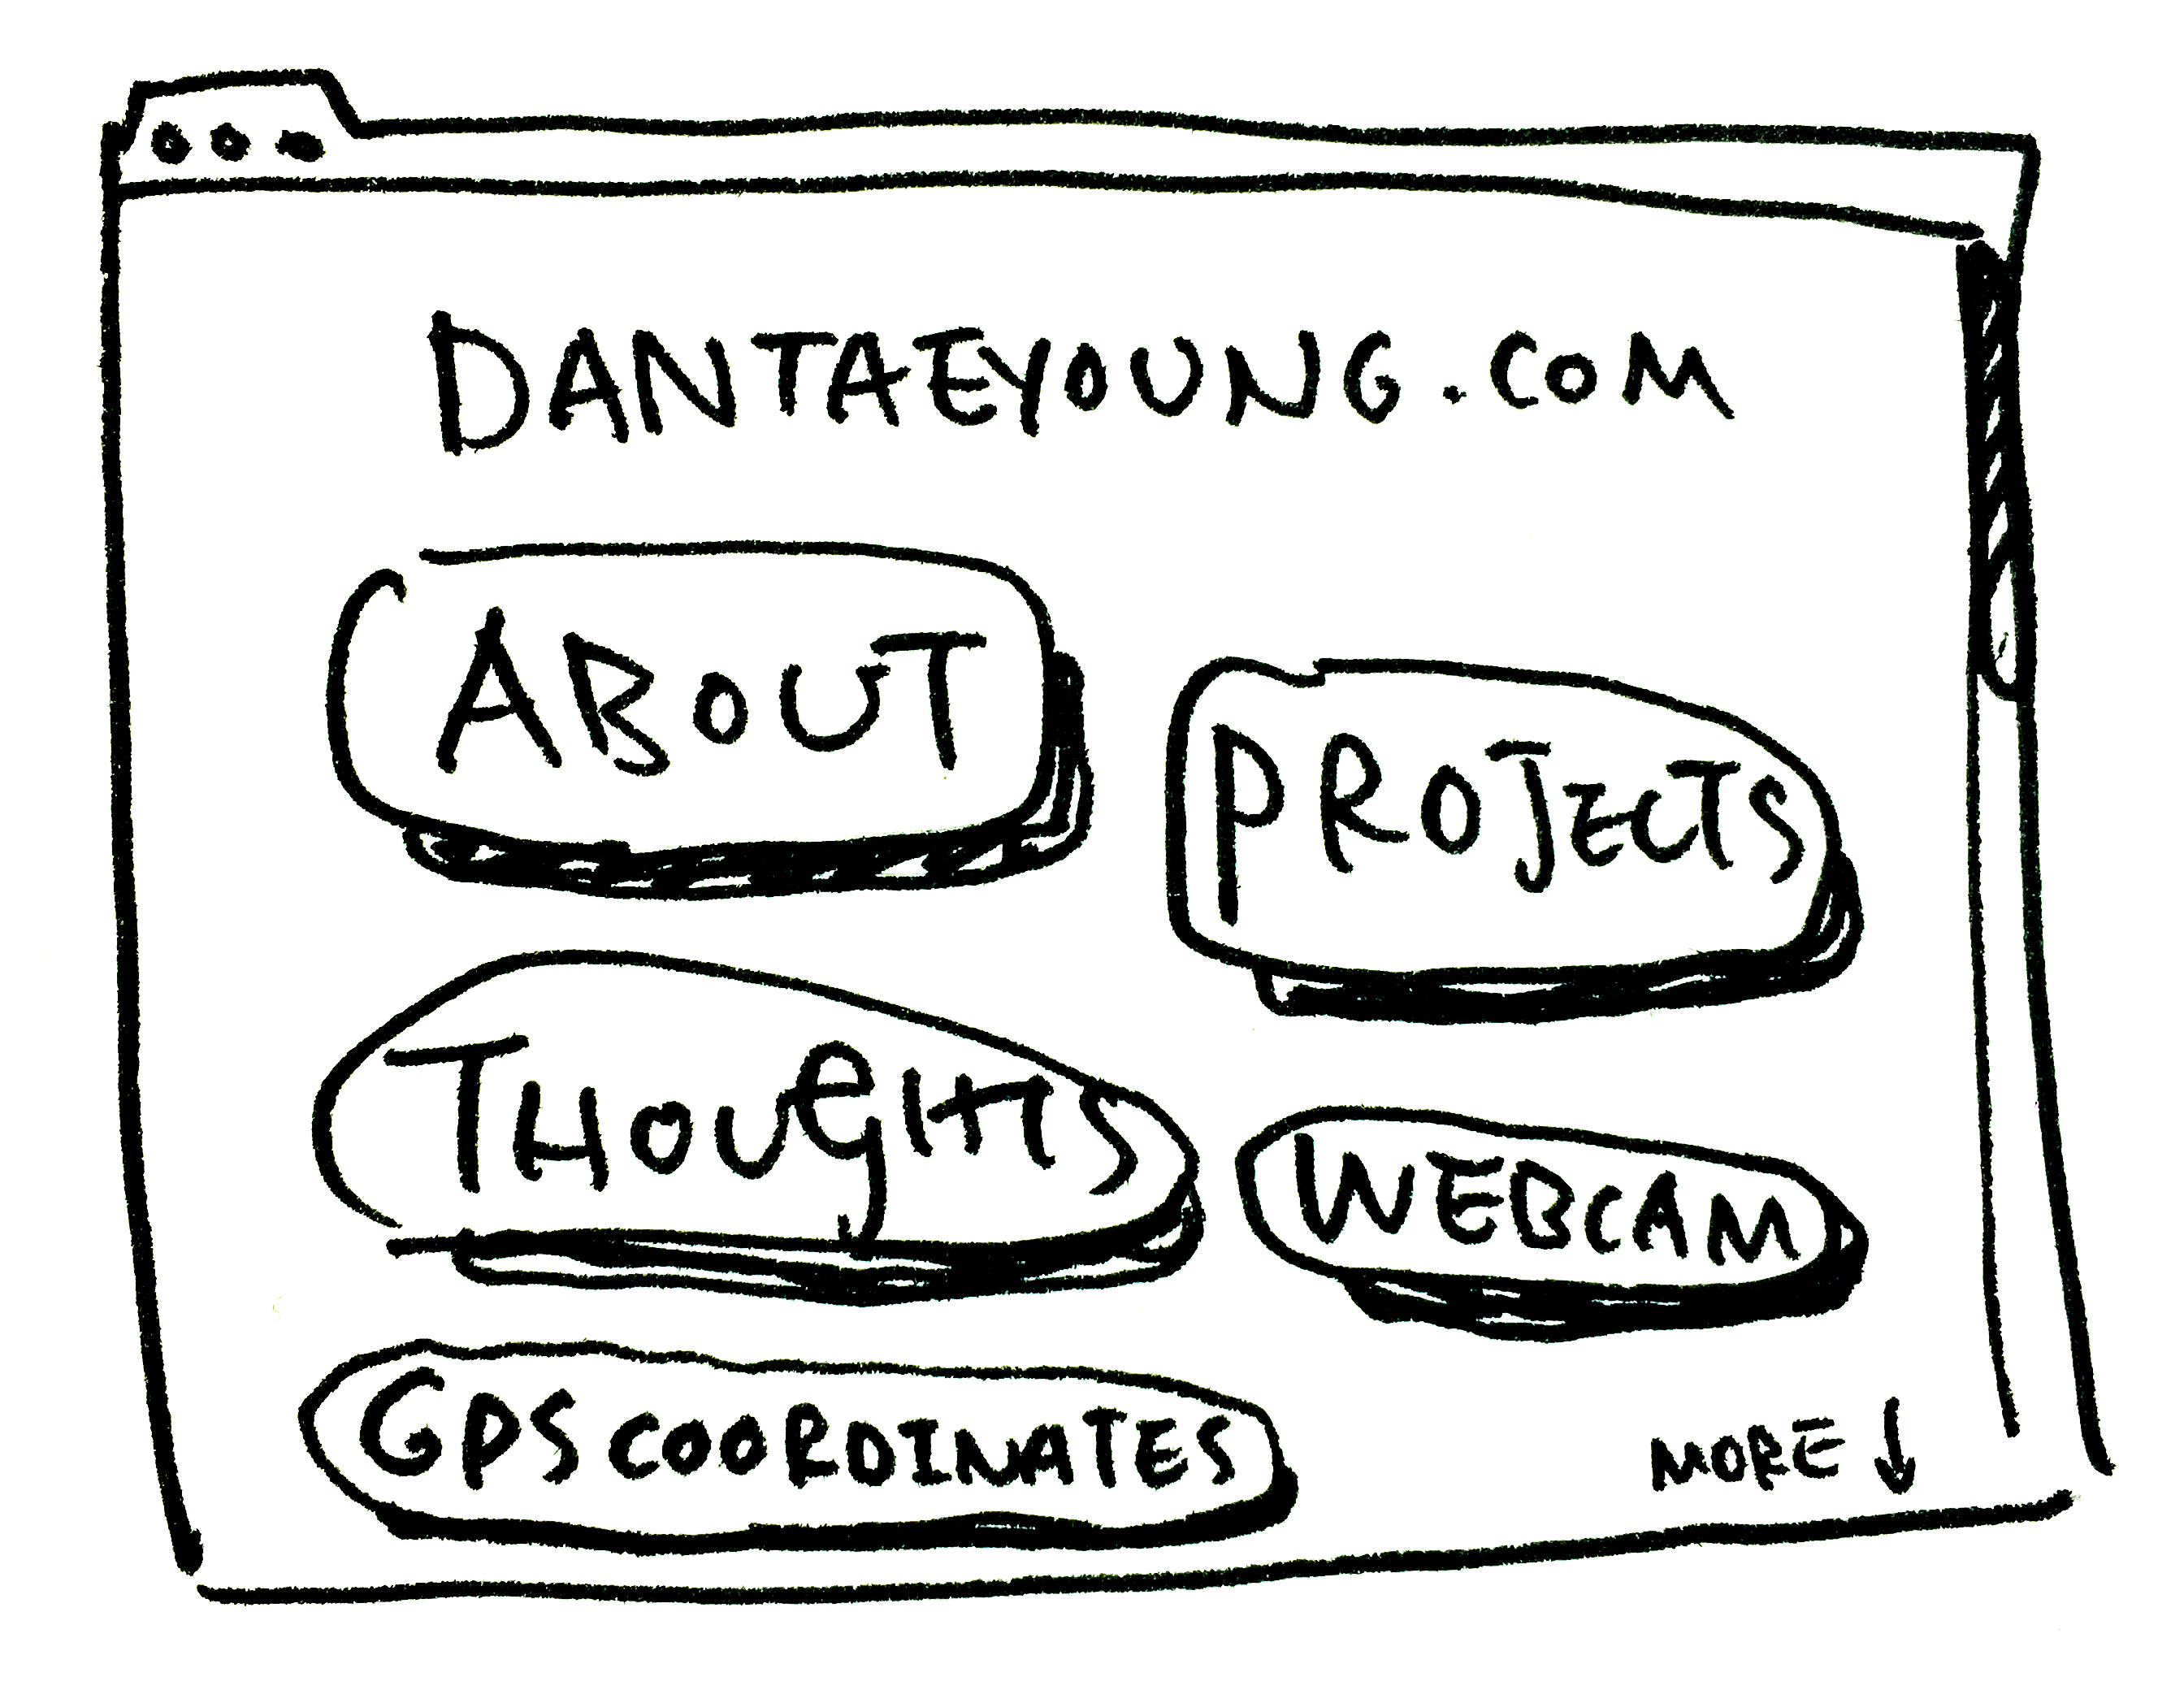 DANTAEYOUNG.COM
ABOUT
PROJECTS
THOUGHTS
WEBCAM
GPS COORDINATES
MORE ↓